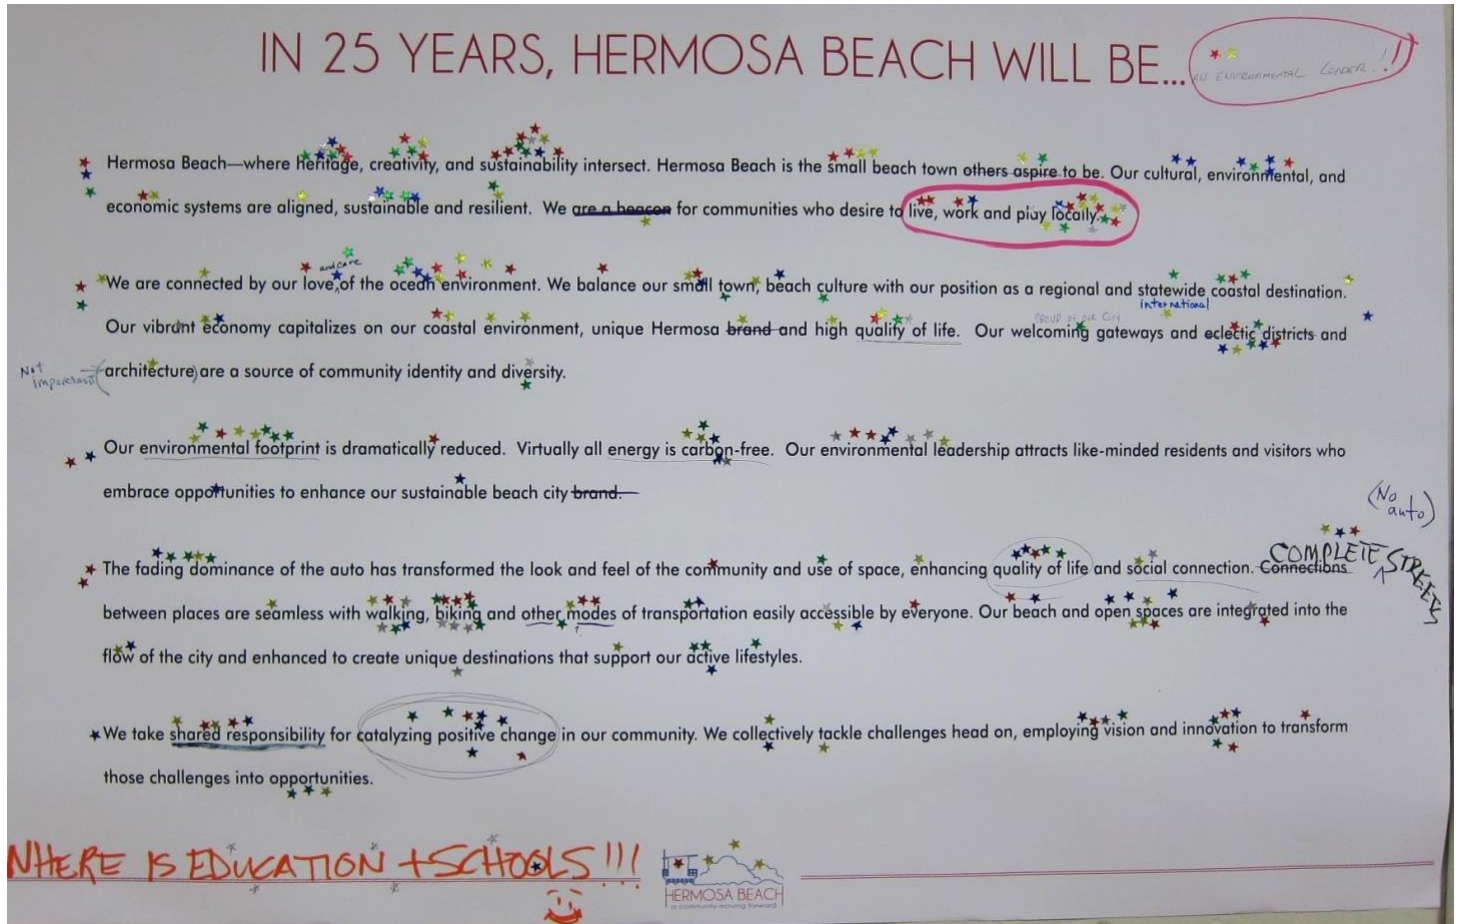 IN 25 YEARS, HERMOSA BEACH WILL BE...
AN ENVIRONMENTAL LEADER!!!
Hermosa Beach—where heritage, creativity, and sustainability intersect. Hermosa Beach is the small beach town others aspire to be. Our cultural, environmental, and
economic systems are aligned, sustainable and resilient. We are a beacon for communities who desire to live, work and play locally.
and care
We are connected by our love of the ocean environment. We balance our small town, beach culture with our position as a regional and statewide coastal destination.
international
PROUD OF OUR CITY
Our vibrant economy capitalizes on our coastal environment, unique Hermosa brand and high quality of life. Our welcoming gateways and eclectic districts and
Not
important
(architecture) are a source of community identity and diversity.
Our environmental footprint is dramatically reduced. Virtually all energy is carbon-free. Our environmental leadership attracts like-minded residents and visitors who
embrace opportunities to enhance our sustainable beach city brand.
(No
auto)
COMPLETE STREETS
The fading dominance of the auto has transformed the look and feel of the community and use of space, enhancing quality of life and social connection. Connections
between places are seamless with walking, biking and other modes of transportation easily accessible by everyone. Our beach and open spaces are integrated into the
flow of the city and enhanced to create unique destinations that support our active lifestyles.
We take shared responsibility for catalyzing positive change in our community. We collectively tackle challenges head on, employing vision and innovation to transform
those challenges into opportunities.
WHERE IS EDUCATION + SCHOOLS!!!
HERMOSA BEACH
a community moving forward